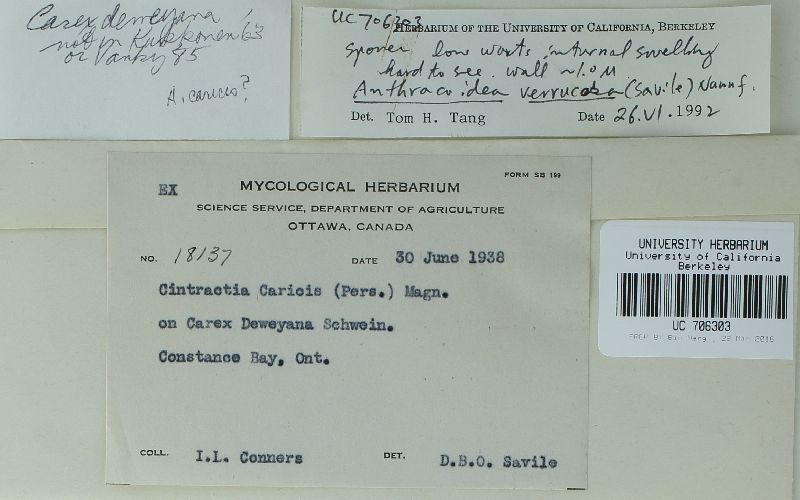 Carex deweyana
not in Kukkonen 63
or Vanky 85
A. caricis?
UC 706303
HERBARIUM OF THE UNIVERSITY OF CALIFORNIA, BERKELEY
Spores low warts, internal swelling
hard to see. wall ~1.0 µ
Anthracoidea verrucosa (Savile) Nannf.
Det. Tom H. Tang Date 26.VI.1992
FORM SB 199
EX
MYCOLOGICAL HERBARIUM
SCIENCE SERVICE, DEPARTMENT OF AGRICULTURE
OTTAWA, CANADA
NO. 18137 DATE 30 June 1938
Cintractia Caricis (Pers.) Magn.
on Carex Deweyana Schwein.
Constance Bay, Ont.
COLL. I.L. Conners DET. D.B.O. Savile
UNIVERSITY HERBARIUM
University of California
Berkeley
UC 706303
PREP BY 2016